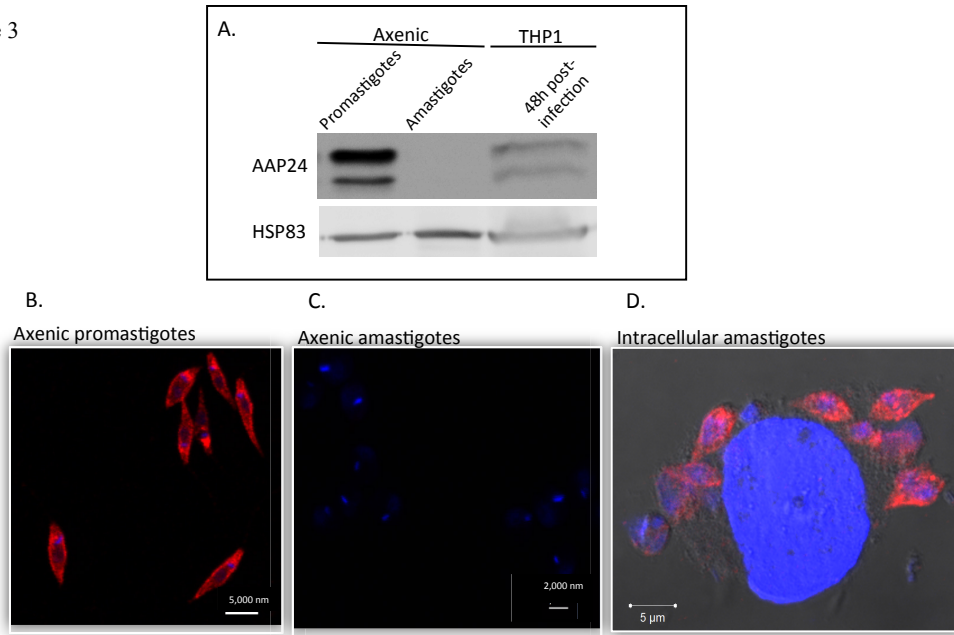 3
A.
Axenic
THP1
Promastigotes
Amastigotes
48h post-
infection
AAP24
HSP83
B.
C.
D.
Axenic promastigotes
Axenic amastigotes
Intracellular amastigotes
5,000 nm
2,000 nm
5 µm